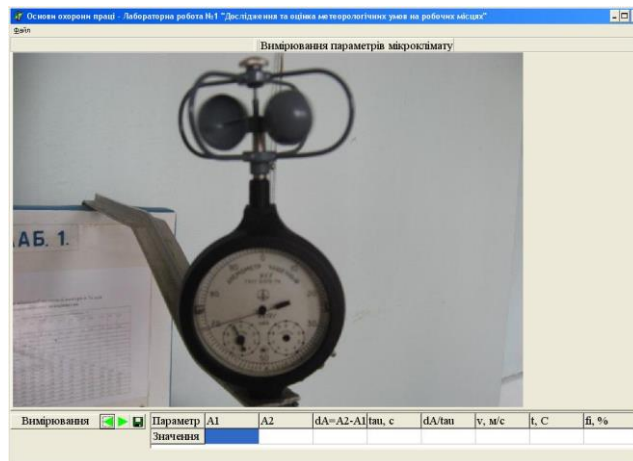 Основи охорони праці - Лабораторна робота №1 "Дослідження та оцінка метеорологічних умов на робочих місцях"
Файл
Вимірювання параметрів мікроклімату
АБ. 1.
Вимірювання
Параметр A1 A2 dA=A2-A1 tau, с dA/tau v, м/с t, C fi, %
Значення